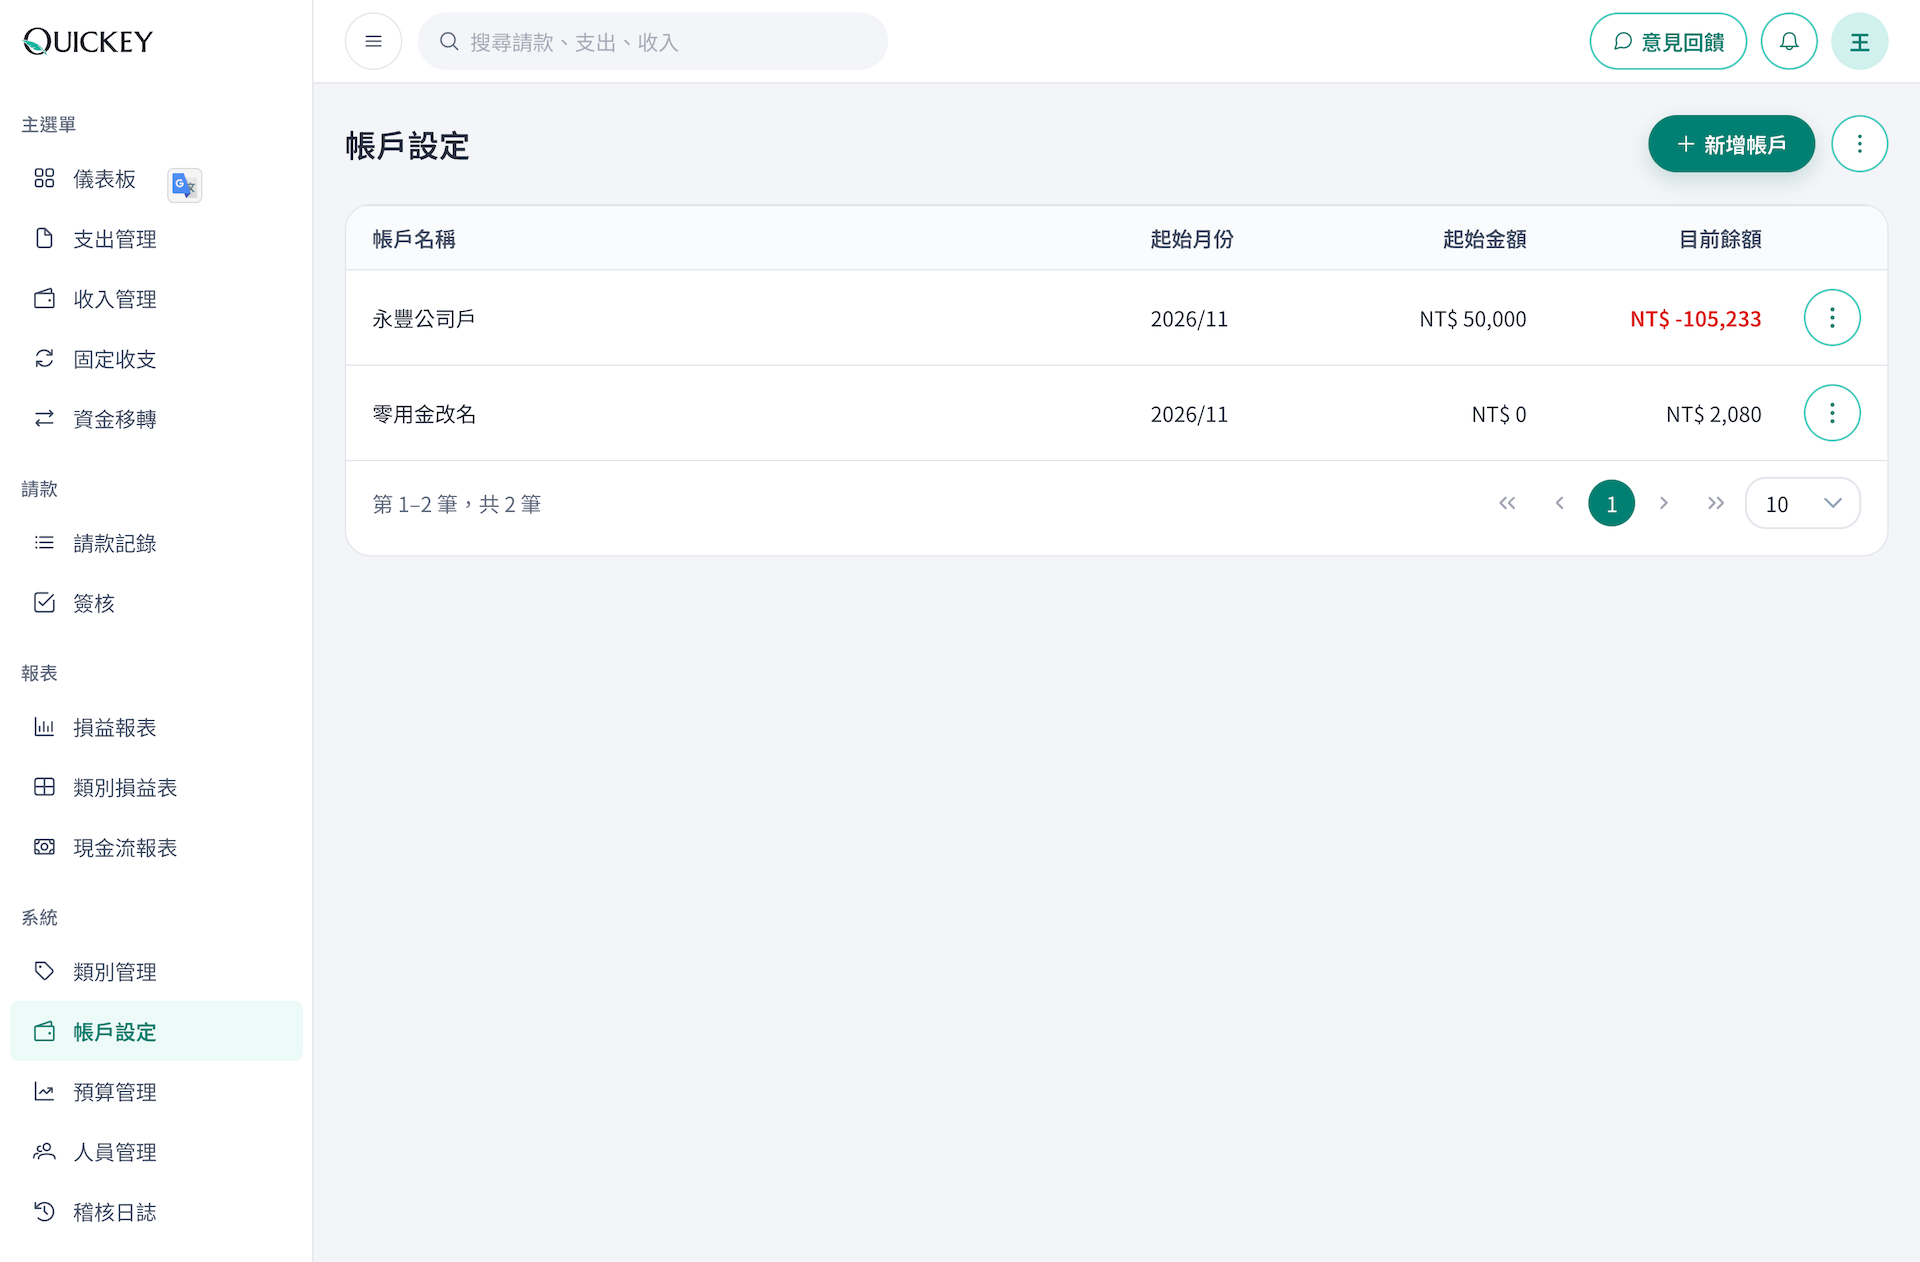 QUICKEY
搜尋請款、支出、收入
意見回饋
王
主選單
儀表板
支出管理
收入管理
固定收支
資金移轉
請款
請款記錄
簽核
報表
損益報表
類別損益表
現金流報表
系統
類別管理
帳戶設定
預算管理
人員管理
稽核日誌
帳戶設定
新增帳戶
帳戶名稱 起始月份 起始金額 目前餘額
永豐公司戶 2026/11 NT$ 50,000 NT$ -105,233
零用金改名 2026/11 NT$ 0 NT$ 2,080
第 1–2 筆，共 2 筆 1 10